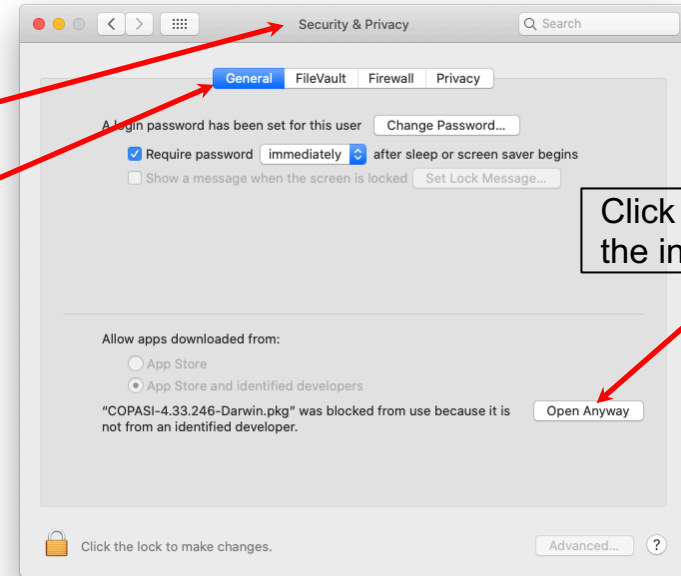 Security & Privacy
Search
General FileVault Firewall Privacy
A login password has been set for this user Change Password...
Require password immediately after sleep or screen saver begins
Show a message when the screen is locked Set Lock Message...
Click
the in
Allow apps downloaded from:
App Store
App Store and identified developers
"COPASI-4.33.246-Darwin.pkg" was blocked from use because it is Open Anyway
not from an identified developer.
Click the lock to make changes. Advanced... ?